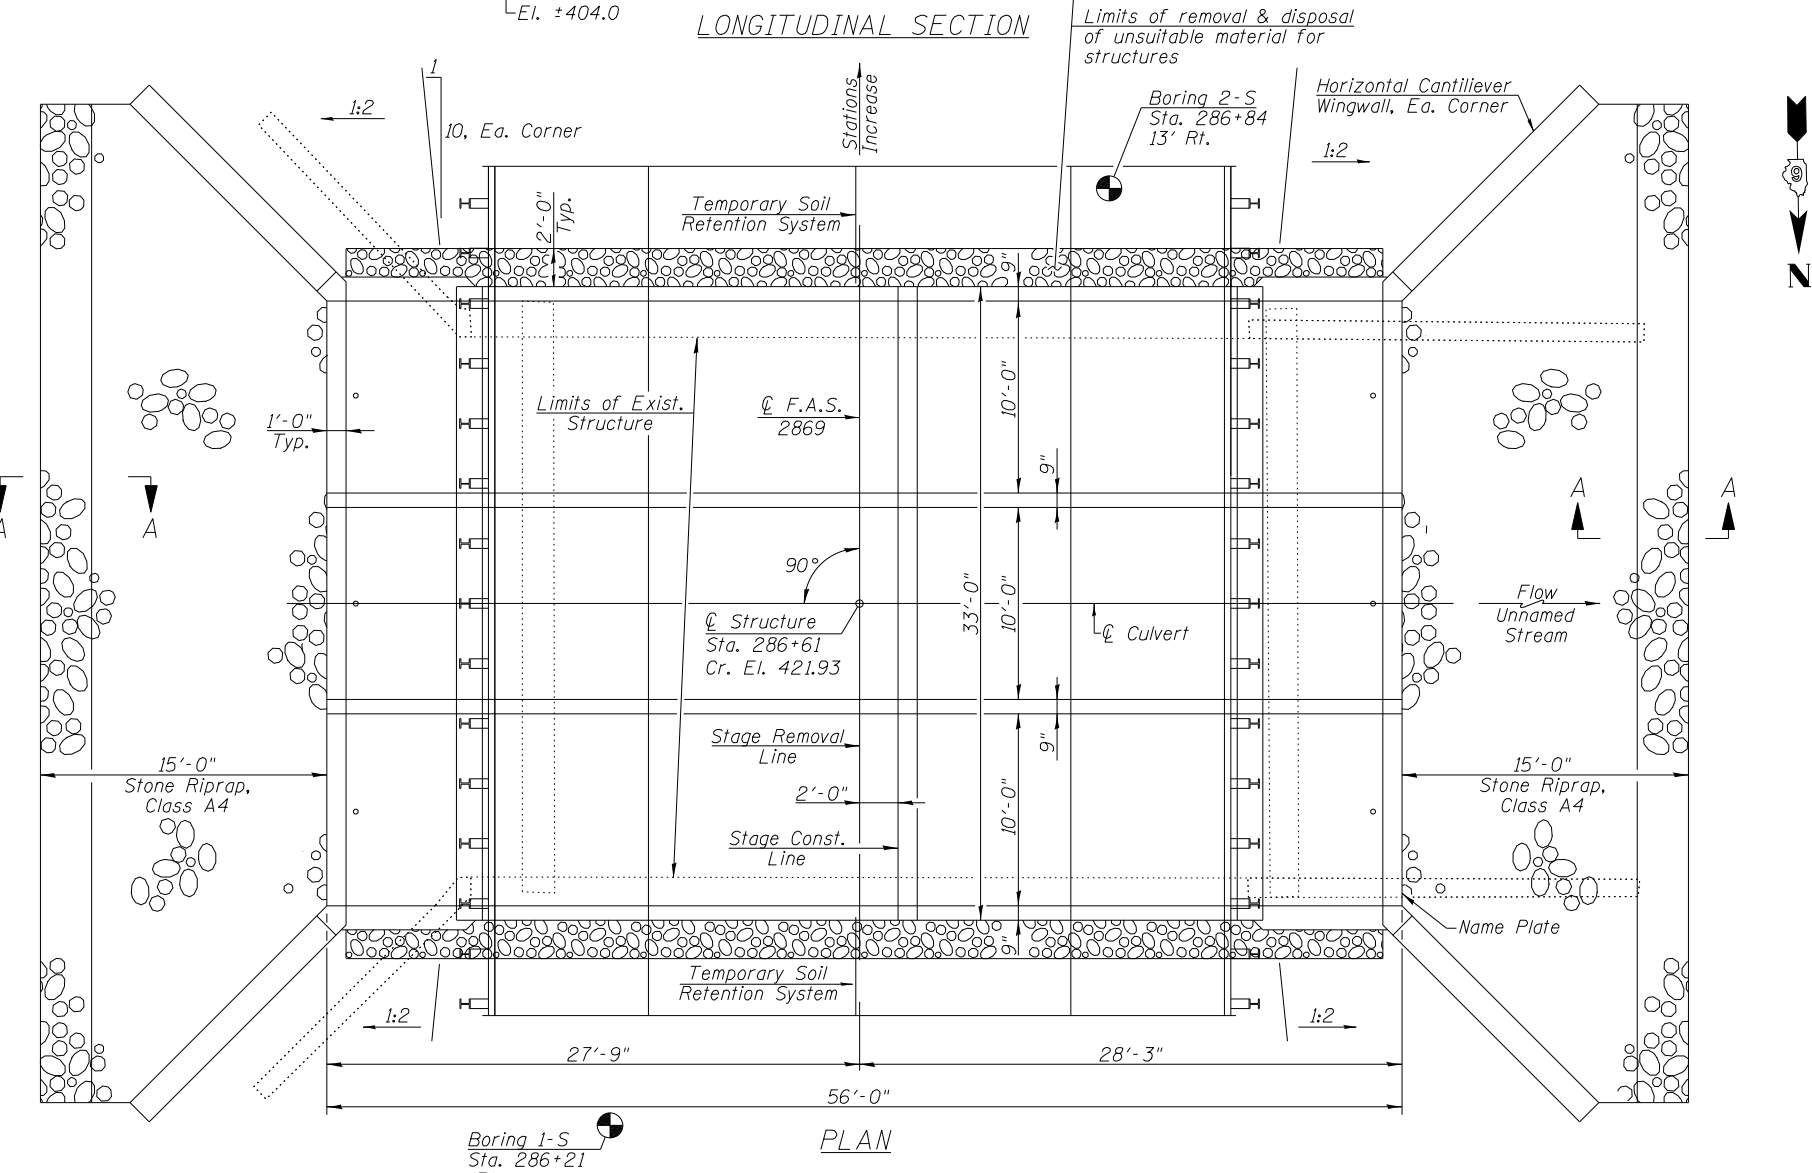 El. ±404.0
LONGITUDINAL SECTION
Limits of removal & disposal
of unsuitable material for
structures
1
10, Ea. Corner
1:2
Stations
Increase
Boring 2-S
Sta. 286+84
13' Rt.
Horizontal Cantiliever
Wingwall, Ea. Corner
1:2
N
2'-0"
Typ.
Temporary Soil
Retention System
9"
10'-0"
Limits of Exist.
Structure
℄ F.A.S.
2869
1'-0"
Typ.
9"
A
A
A
A
90°
33'-0"
10'-0"
℄ Structure
Sta. 286+61
Cr. El. 421.93
℄ Culvert
Flow
Unnamed
Stream
Stage Removal
Line
9"
15'-0"
Stone Riprap,
Class A4
2'-0"
10'-0"
15'-0"
Stone Riprap,
Class A4
Stage Const.
Line
Name Plate
9"
Temporary Soil
Retention System
1:2
1:2
27'-9"
28'-3"
56'-0"
Boring 1-S
Sta. 286+21
PLAN